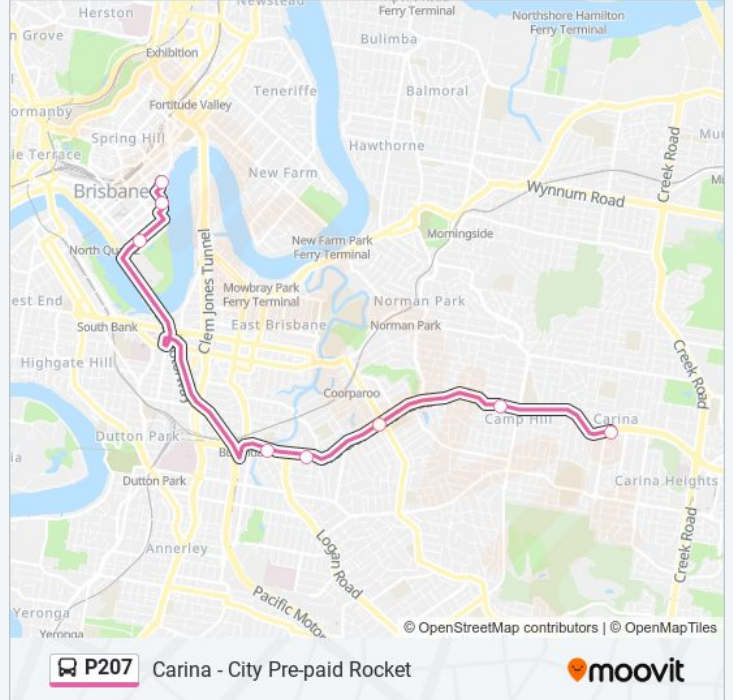 Newstead
Ferry Terminal
Herston
Northshore Hamilton
Ferry Terminal
n Grove
Bulimba
Exhibition
Teneriffe
Balmoral
Fortitude Valley
ormanby
Spring Hill
Creek Road
Hawthorne
le Terrace
New Farm
Brisbane
Wynnum Road
Clem Jones Tunnel
New Farm Park
Ferry Terminal
Morningside
North Qu
Mowbray Park
Ferry Terminal
est End
Norman Park
South Bank
East Brisbane
Norman Park
Highgate Hill
Creek Road
Coorparoo
Camp Hill
Carina
Dutton Park
ia
Dutton Park
Carina Heights
Creek Road
Annerley
Logan Road
Pacific Motor
Yeronga
Yeronga
© OpenStreetMap contributors | © OpenMapTiles
P207 Carina - City Pre-paid Rocket
moovit